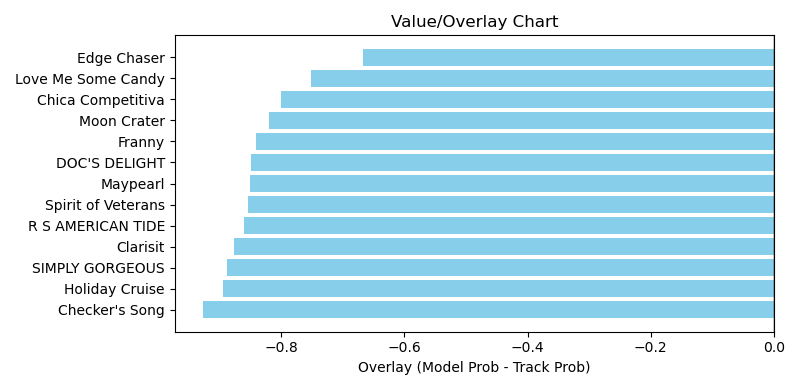 Value/Overlay Chart
Edge Chaser
Love Me Some Candy
Chica Competitiva
Moon Crater
Franny
DOC'S DELIGHT
Maypearl
Spirit of Veterans
R S AMERICAN TIDE
Clarisit
SIMPLY GORGEOUS
Holiday Cruise
Checker's Song
−0.8 −0.6 −0.4 −0.2 0.0
Overlay (Model Prob - Track Prob)